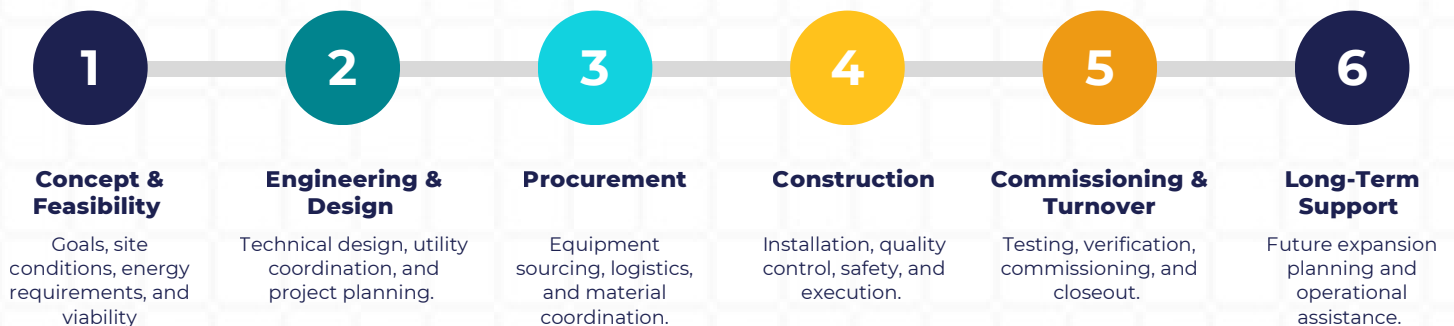 1
2
3
4
5
6
Concept &
Feasibility
Goals, site
conditions, energy
requirements, and
viability
Engineering &
Design
Technical design, utility
coordination, and
project planning.
Procurement
Equipment
sourcing, logistics,
and material
coordination.
Construction
Installation, quality
control, safety, and
execution.
Commissioning &
Turnover
Testing, verification,
commissioning, and
closeout.
Long-Term
Support
Future expansion
planning and
operational
assistance.